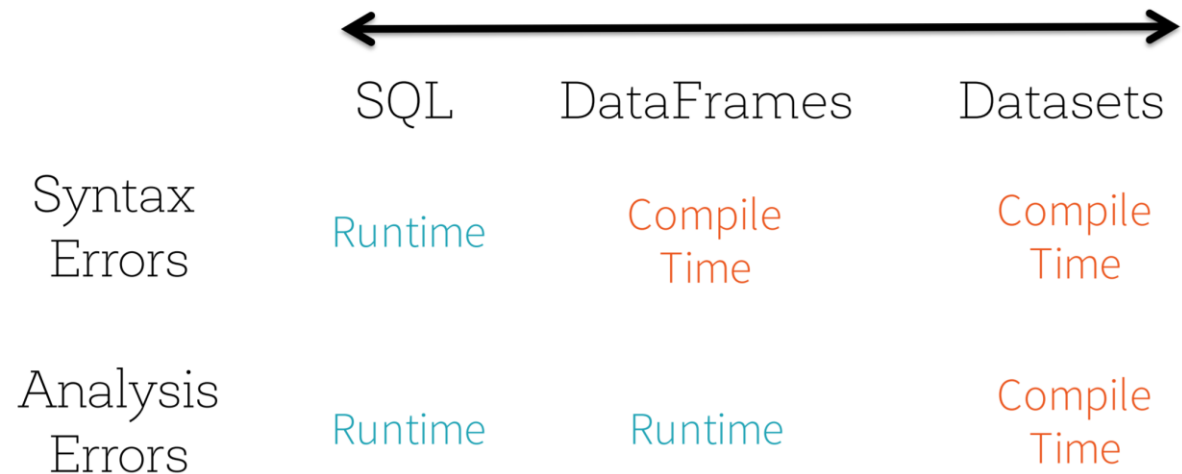 SQL DataFrames Datasets
Syntax
Errors
Runtime
Compile
Time
Compile
Time
Analysis
Errors
Runtime
Runtime
Compile
Time